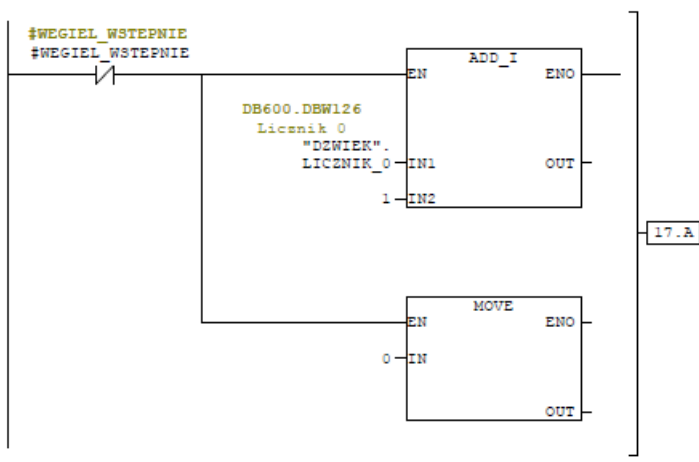 #WEGIEL_WSTEPNIE
#WEGIEL_WSTEPNIE
ADD_I
EN
ENO
DB600.DBW126
Licznik 0
"DZWIEK".
LICZNIK_0
IN1
OUT
1
IN2
17.A
MOVE
EN
ENO
0
IN
OUT